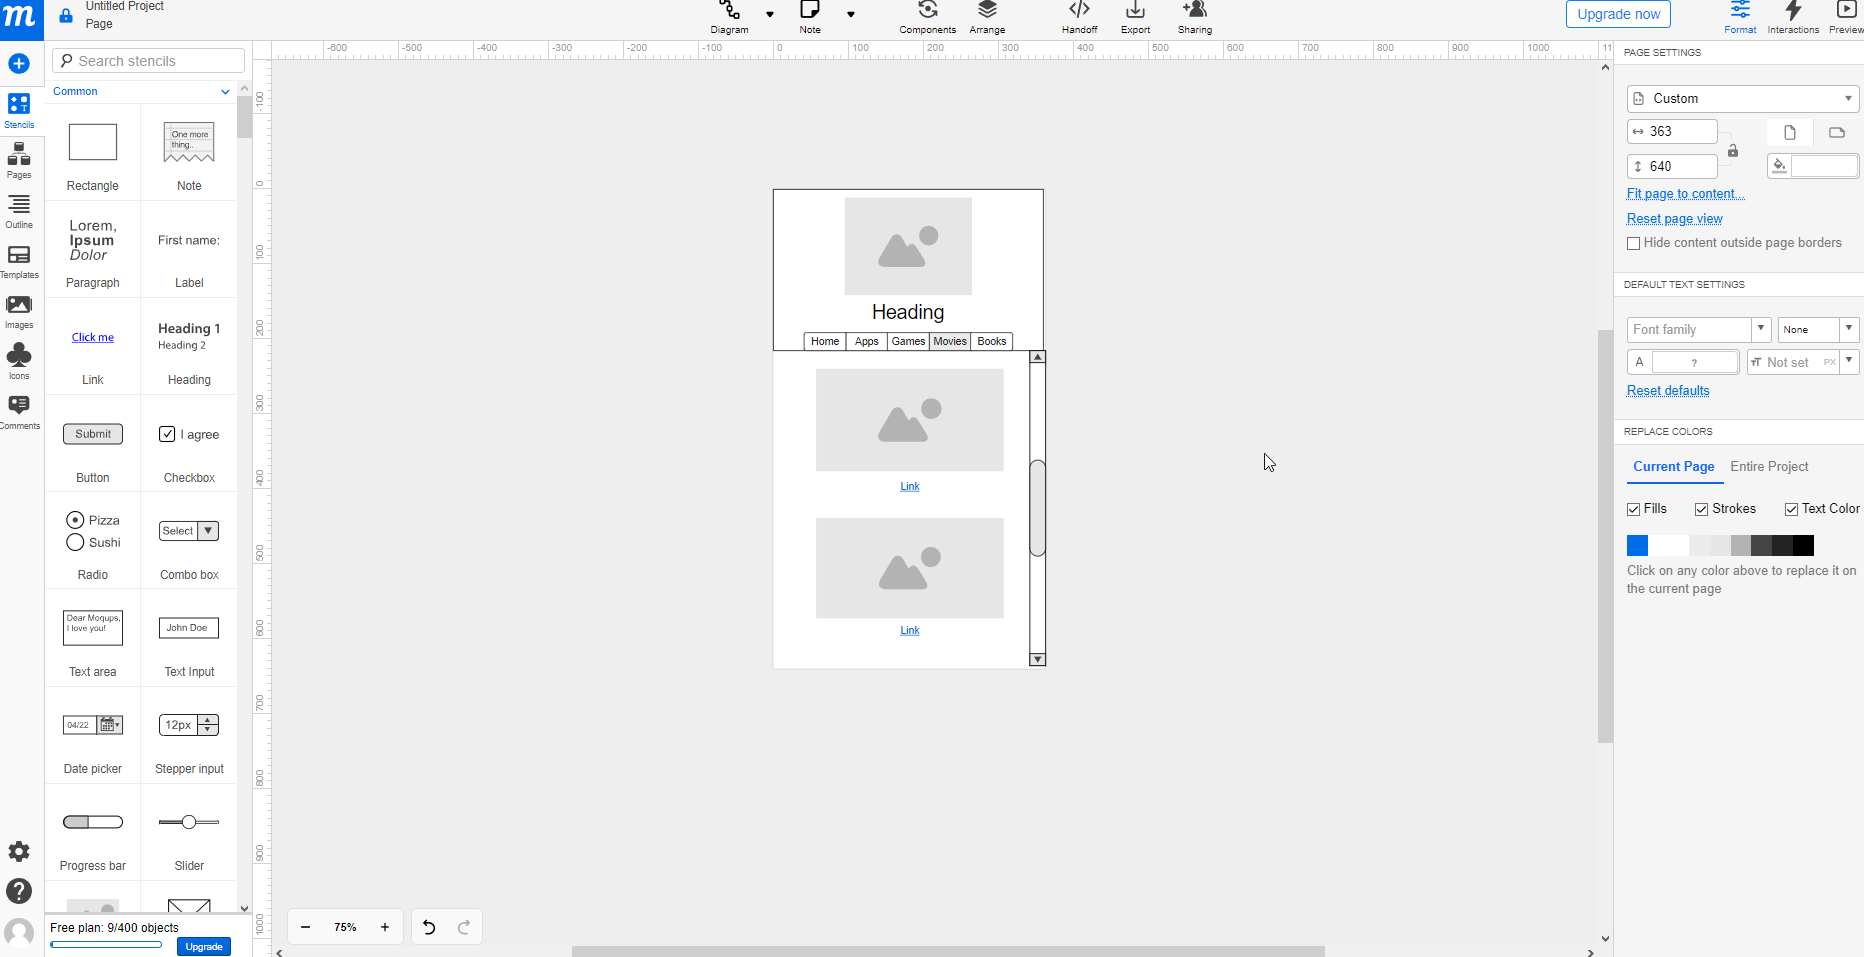 m
Untitled Project
Page
Diagram
Note
Components
Arrange
Handoff
Export
Sharing
Upgrade now
Format
Interactions
Preview
Search stencils
Common
Stencils
Pages
Outline
Templates
Images
Icons
Comments
Rectangle
One more
thing..
Note
Lorem,
Ipsum
Dolor
Paragraph
First name:
Label
Click me
Link
Heading 1
Heading 2
Heading
Submit
Button
I agree
Checkbox
Pizza
Sushi
Radio
Select
Combo box
Dear Moqups,
I love you!
Text area
John Doe
Text Input
04/22
Date picker
12px
Stepper input
Progress bar
Slider
Free plan: 9/400 objects
Upgrade
-600 -500 -400 -300 -200 -100 0 100 200 300 400 500 600 700 800 900 1000 11
-100
0
100
200
300
400
500
600
700
800
900
1000
Heading
Home Apps Games Movies Books
Link
Link
75%
PAGE SETTINGS
Custom
363
640
Fit page to content...
Reset page view
Hide content outside page borders
DEFAULT TEXT SETTINGS
Font family
None
A
?
Not set
PX
Reset defaults
REPLACE COLORS
Current Page
Entire Project
Fills
Strokes
Text Color
Click on any color above to replace it on
the current page